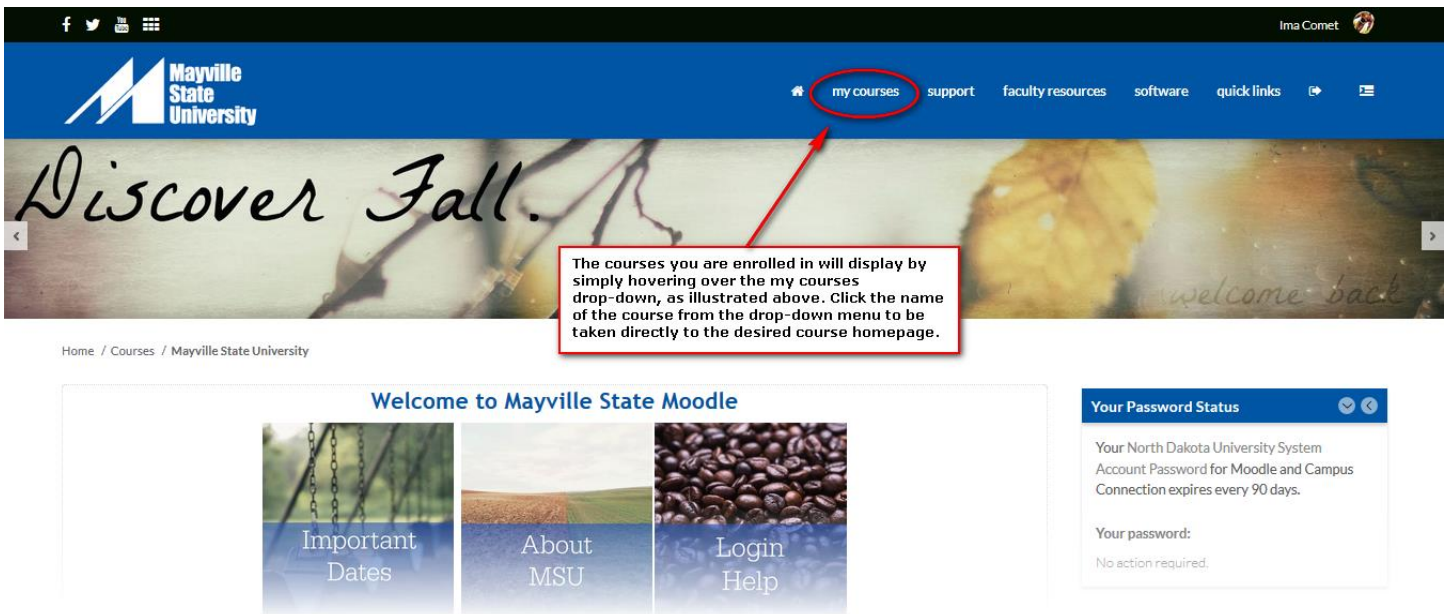 You Tube
Ima Comet
Mayville
State
University
my courses support faculty resources software quick links
Discover Fall.
welcome back
The courses you are enrolled in will display by
simply hovering over the my courses
drop-down, as illustrated above. Click the name
of the course from the drop-down menu to be
taken directly to the desired course homepage.
Home / Courses / Mayville State University
Welcome to Mayville State Moodle
Important
Dates
About
MSU
Login
Help
Your Password Status
Your North Dakota University System
Account Password for Moodle and Campus
Connection expires every 90 days.
Your password:
No action required.